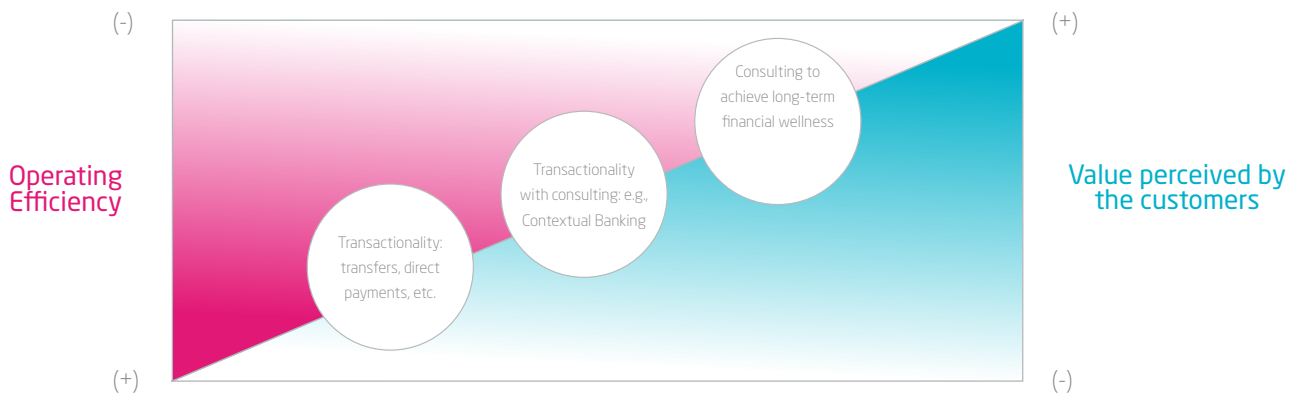 (-)
(+)
Consulting to
achieve long-term
financial wellness
Operating
Efficiency
Transactionality
with consulting: e.g.,
Contextual Banking
Value perceived by
the customers
Transactionality:
transfers, direct
payments, etc.
(+)
(-)